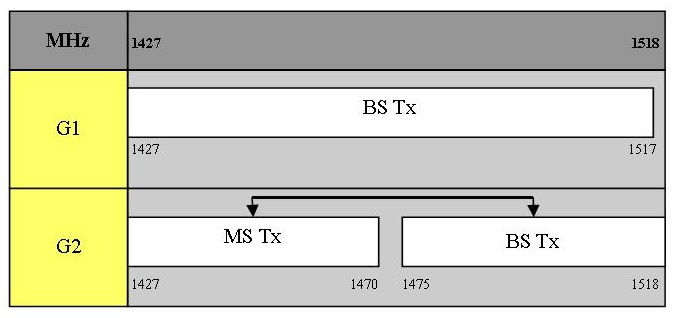 MHz 1427 1518
G1 BS Tx
1427 1517
G2 MS Tx BS Tx
1427 1470 1475 1518